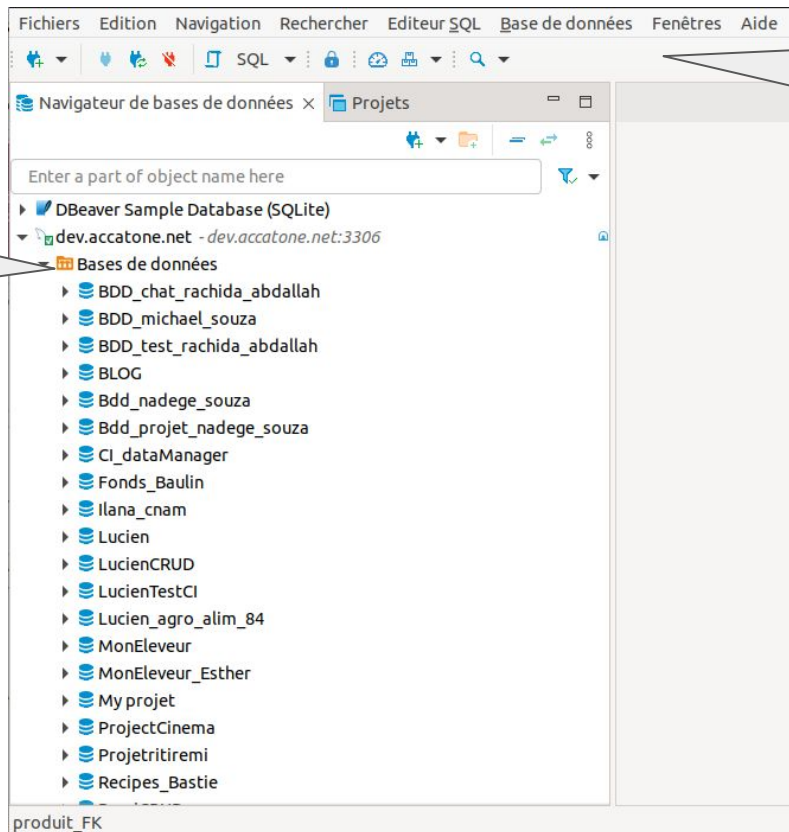 Fichiers Edition Navigation Rechercher Editeur SQL Base de données Fenêtres Aide
SQL
Navigateur de bases de données Projets
Enter a part of object name here
DBeaver Sample Database (SQLite)
dev.accatone.net - dev.accatone.net:3306
Bases de données
BDD_chat_rachida_abdallah
BDD_michael_souza
BDD_test_rachida_abdallah
BLOG
Bdd_nadege_souza
Bdd_projet_nadege_souza
CI_dataManager
Fonds_Baulin
Ilana_cnam
Lucien
LucienCRUD
LucienTestCI
Lucien_agro_alim_84
MonEleveur
MonEleveur_Esther
My projet
ProjectCinema
Projetritiremi
Recipes_Bastie
produit_FK